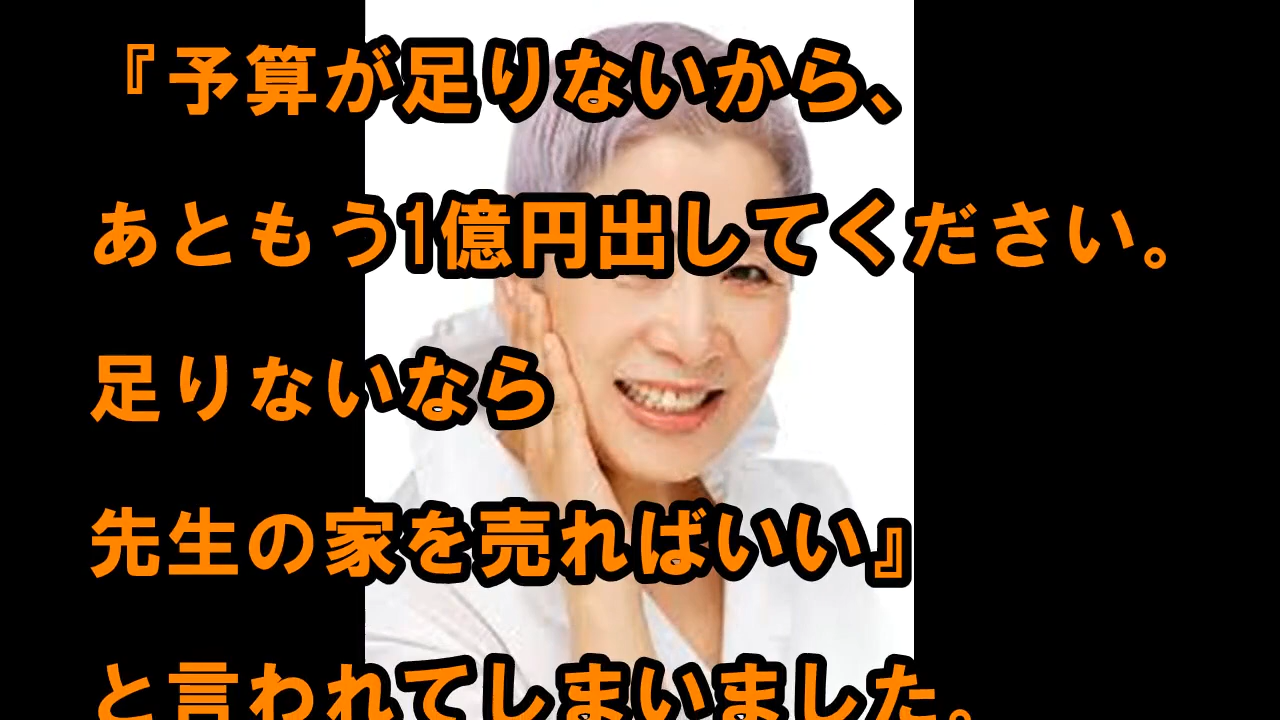 『予算が足りないから、
あともう1億円出してください。
足りないなら
先生の家を売ればいい』
と言われてしまいました。